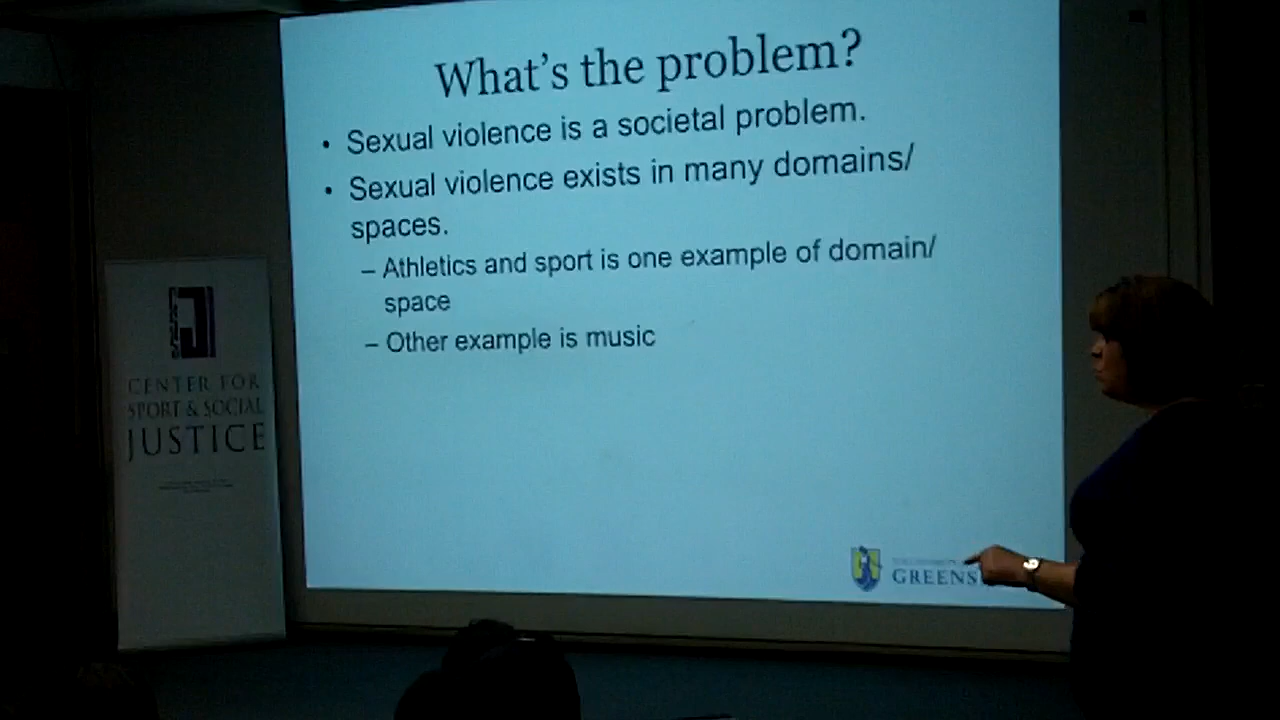 What's the problem?
• Sexual violence is a societal problem.
• Sexual violence exists in many domains/
spaces.
– Athletics and sport is one example of domain/
space
– Other example is music
GREENS
CENTER FOR
SPORT & SOCIAL
JUSTICE